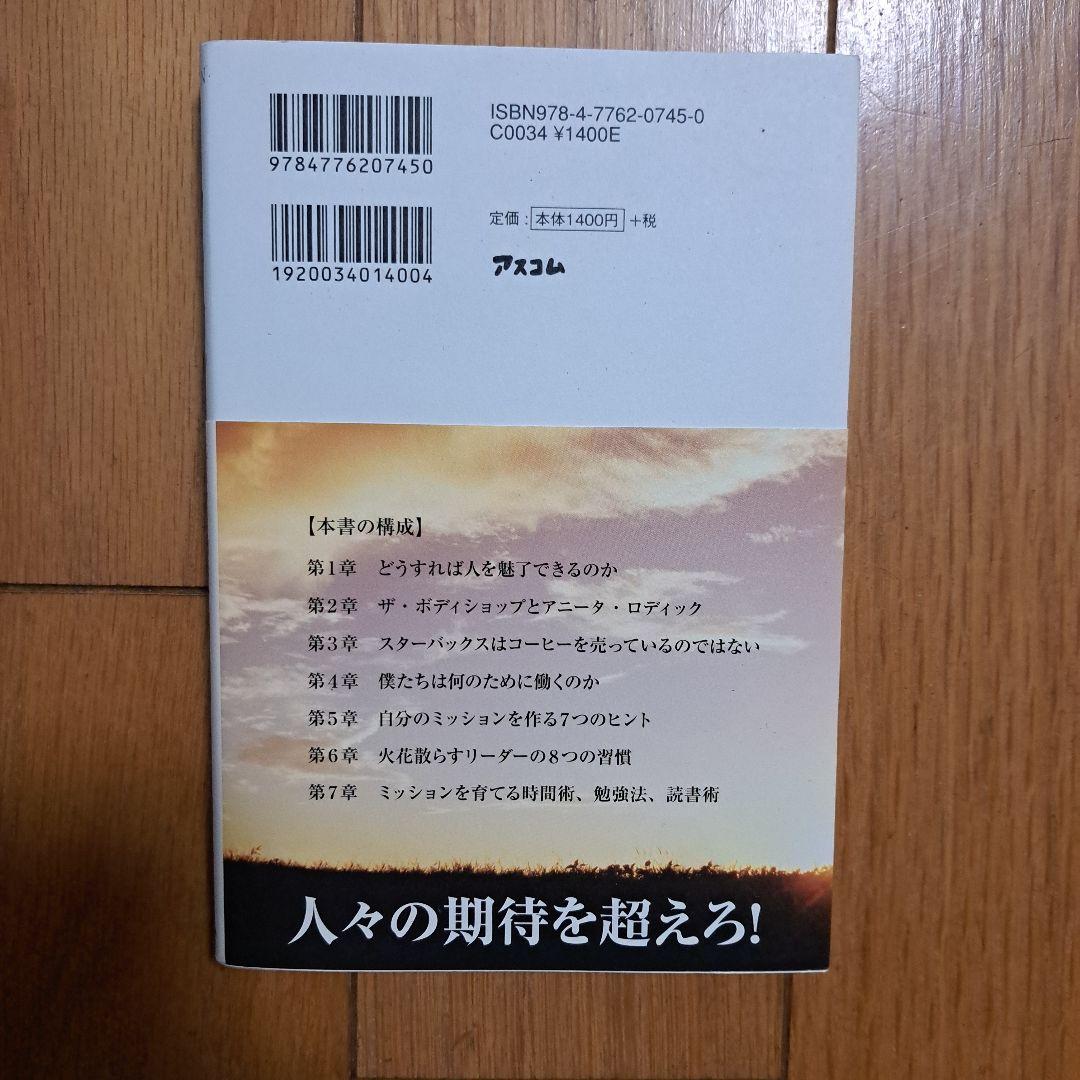 9784776207450
ISBN978-4-7762-0745-0
C0034 ¥1400E
1920034014004
定価：本体1400円+税
アスコム
【本書の構成】
第1章 どうすれば人を魅了できるのか
第2章 ザ・ボディショップとアニータ・ロディック
第3章 スターバックスはコーヒーを売っているのではない
第4章 僕たちは何のために働くのか
第5章 自分のミッションを作る7つのヒント
第6章 火花散らすリーダーの8つの習慣
第7章 ミッションを育てる時間術、勉強法、読書術
人々の期待を超えろ!